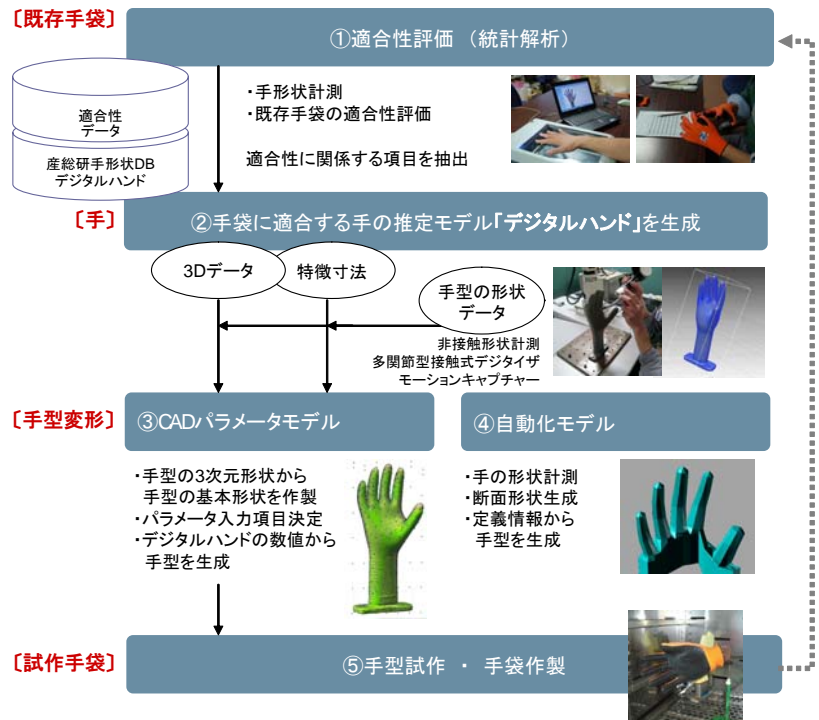 〔既存手袋〕
①適合性評価 （統計解析）
適合性
データ
産総研手形状DB
デジタルハンド
・手形状計測
・既存手袋の適合性評価
適合性に関係する項目を抽出
〔手〕
②手袋に適合する手の推定モデル「デジタルハンド」を生成
3Dデータ
特徴寸法
手型の形状
データ
非接触形状計測
多関節型接触式デジタイザ
モーションキャプチャー
〔手型変形〕
③CADパラメータモデル
④自動化モデル
・手型の3次元形状から
手型の基本形状を作製
・パラメータ入力項目決定
・デジタルハンドの数値から
手型を生成
・手の形状計測
・断面形状生成
・定義情報から
手型を生成
〔試作手袋〕
⑤手型試作 ・ 手袋作製